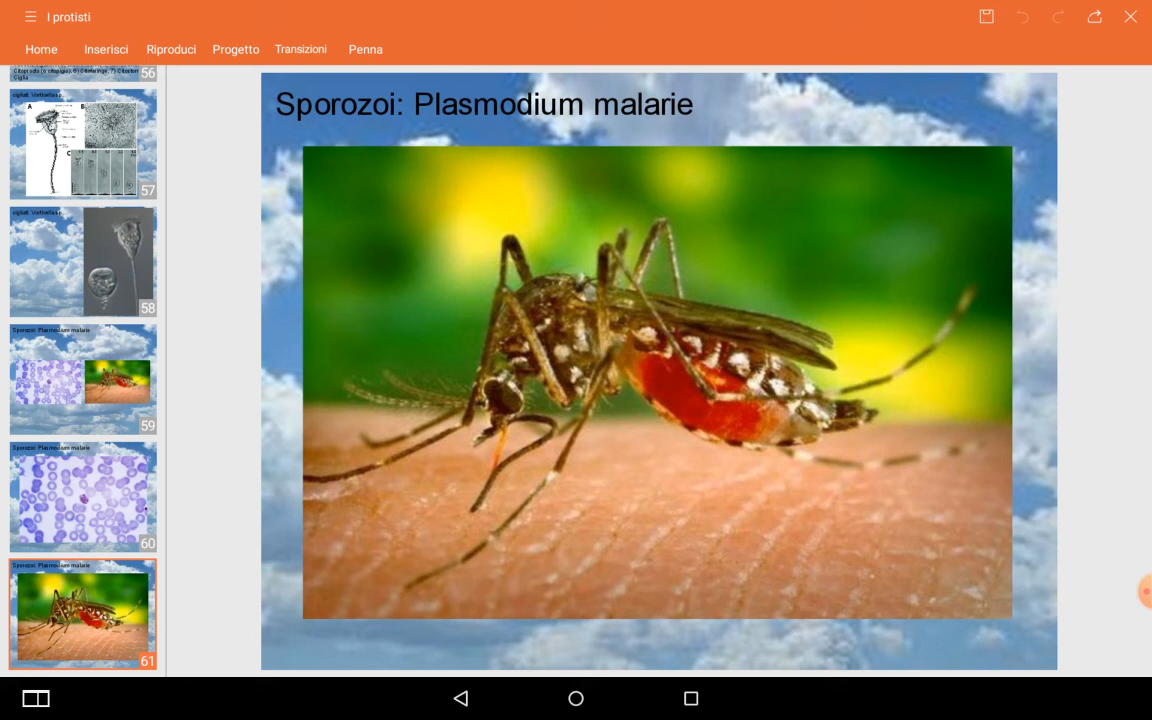 I protisti
Home Inserisci Riproduci Progetto Transizioni Penna
Ciglia
56
A B
C
57
58
Sporozoi: Plasmodium malarie
59
Sporozoi: Plasmodium malarie
60
Sporozoi: Plasmodium malarie
61
Sporozoi: Plasmodium malarie